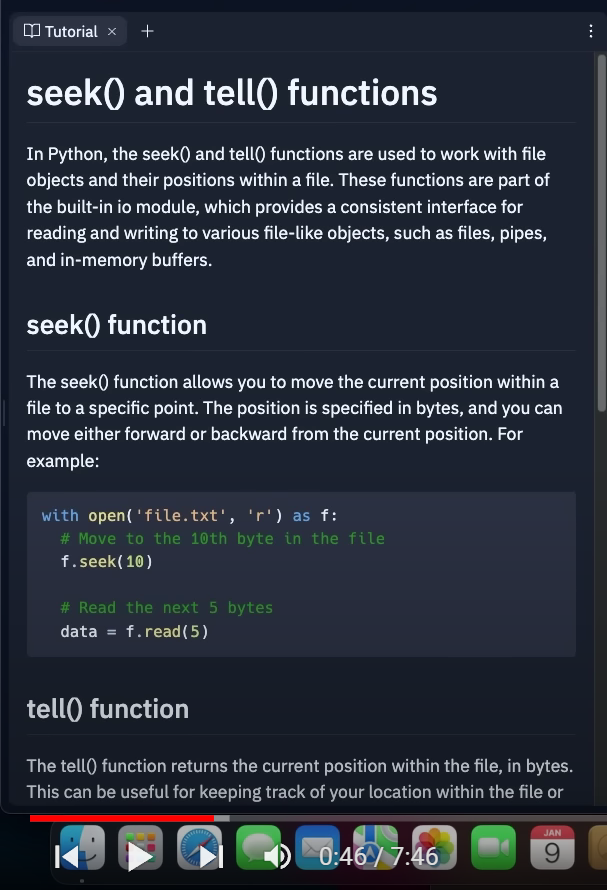 Tutorial
seek() and tell() functions
In Python, the seek() and tell() functions are used to work with file
objects and their positions within a file. These functions are part of
the built-in io module, which provides a consistent interface for
reading and writing to various file-like objects, such as files, pipes,
and in-memory buffers.
seek() function
The seek() function allows you to move the current position within a
file to a specific point. The position is specified in bytes, and you can
move either forward or backward from the current position. For
example:
with open('file.txt', 'r') as f:
# Move to the 10th byte in the file
f.seek(10)
# Read the next 5 bytes
data = f.read(5)
tell() function
The tell() function returns the current position within the file, in bytes.
This can be useful for keeping track of your location within the file or
0:46 / 7:46
JAN
9